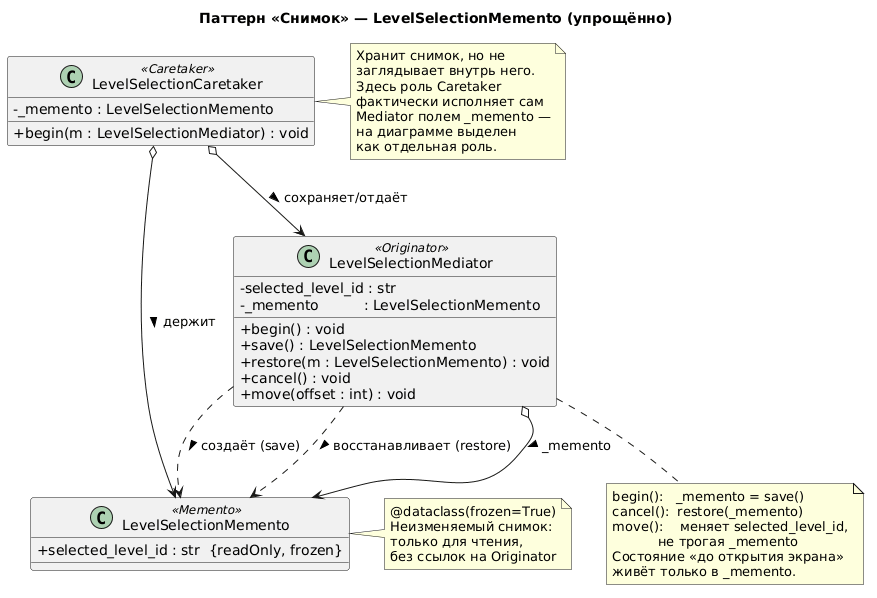 Паттерн «Снимок» — LevelSelectionMemento (упрощённо)
«Caretaker»
C LevelSelectionCaretaker
-_memento : LevelSelectionMemento
+begin(m : LevelSelectionMediator) : void
Хранит снимок, но не
заглядывает внутрь него.
Здесь роль Caretaker
фактически исполняет сам
Mediator полем _memento —
на диаграмме выделен
как отдельная роль.
сохраняет/отдаёт
«Originator»
C LevelSelectionMediator
-selected_level_id : str
-_memento : LevelSelectionMemento
+begin() : void
+save() : LevelSelectionMemento
+restore(m : LevelSelectionMemento) : void
+cancel() : void
+move(offset : int) : void
держит
создаёт (save)
восстанавливает (restore)
_memento
«Memento»
C LevelSelectionMemento
+selected_level_id : str {readOnly, frozen}
@dataclass(frozen=True)
Неизменяемый снимок:
только для чтения,
без ссылок на Originator
begin(): _memento = save()
cancel(): restore(_memento)
move(): меняет selected_level_id,
не трогая _memento
Состояние «до открытия экрана»
живёт только в _memento.